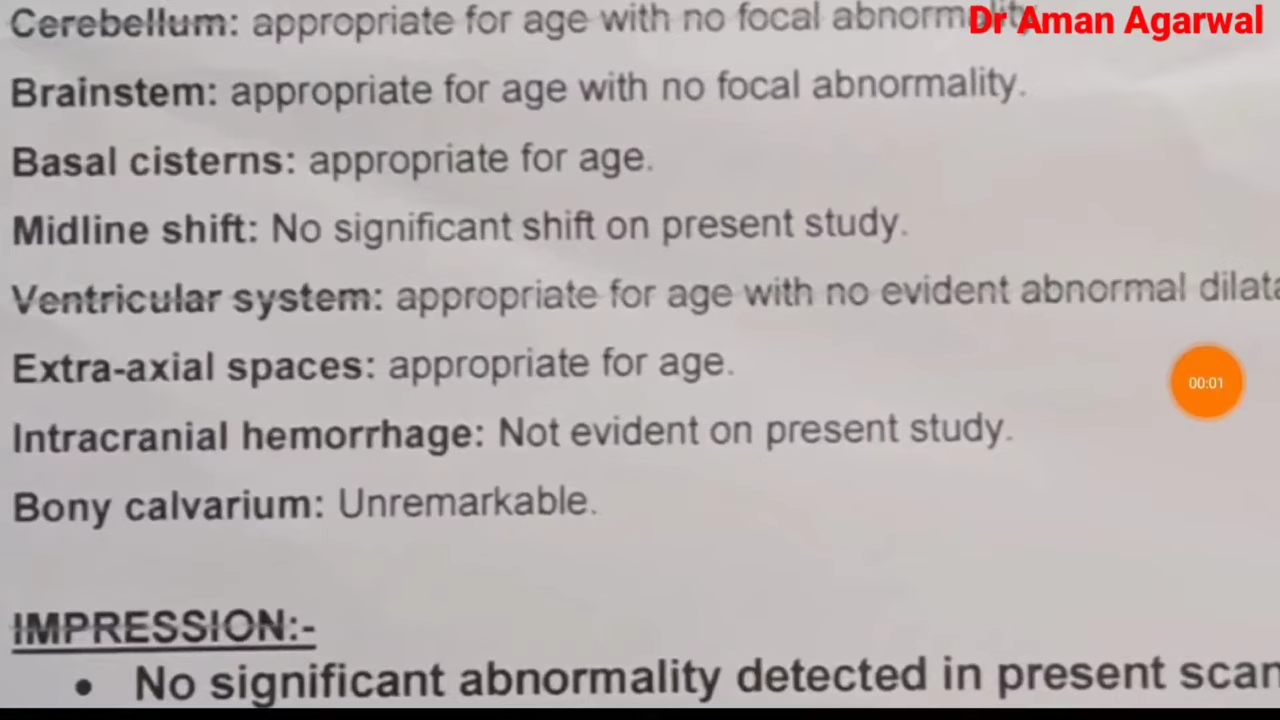 Dr Aman Agarwal
Cerebellum: appropriate for age with no focal
Brainstem: appropriate for age with no focal abnormality.
Basal cisterns: appropriate for age.
Midline shift: No significant shift on present study.
Ventricular system: appropriate for age with no evident abnormal
Extra-axial spaces: appropriate for age.
00:01
Intracranial hemorrhage: Not evident on present study.
Bony calvarium: Unremarkable.
IMPRESSION:-
• No significant abnormality detected in present scan